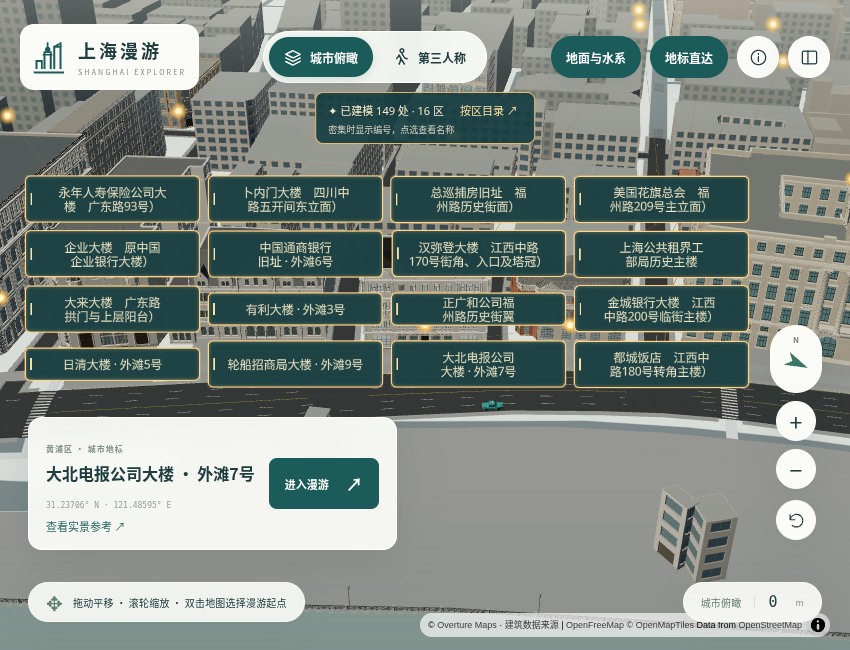 上海漫游
SHANGHAI EXPLORER
城市俯瞰
第三人称
地面与水系
地标直达
✦ 已建模 149 处 · 16 区 按区目录 ↗
密集时显示编号，点选查看名称
永年人寿保险公司大
楼 广东路93号）
卜内门大楼 四川中
路五开间东立面）
总巡捕房旧址 福
州路历史街面）
美国花旗总会 福
州路209号主立面）
企业大楼 原中国
企业银行大楼）
中国通商银行
旧址 · 外滩6号
汉弥登大楼 江西中路
170号街角、入口及塔冠）
上海公共租界工
部局历史主楼
大来大楼 广东路
拱门与上层阳台）
有利大楼 · 外滩3号
正广和公司福
州路历史街翼
金城银行大楼 江西
中路200号临街主楼）
日清大楼 · 外滩5号
轮船招商局大楼 · 外滩9号
大北电报公司
大楼 · 外滩7号
都城饭店 江西中
路180号转角主楼）
N
+
−
黄浦区 · 城市地标
大北电报公司大楼 · 外滩7号
进入漫游 ↗
31.23706° N · 121.48595° E
查看实景参考 ↗
拖动平移 · 滚轮缩放 · 双击地图选择漫游起点
城市俯瞰 0 m
© Overture Maps · 建筑数据来源 | OpenFreeMap © OpenMapTiles Data from OpenStreetMap